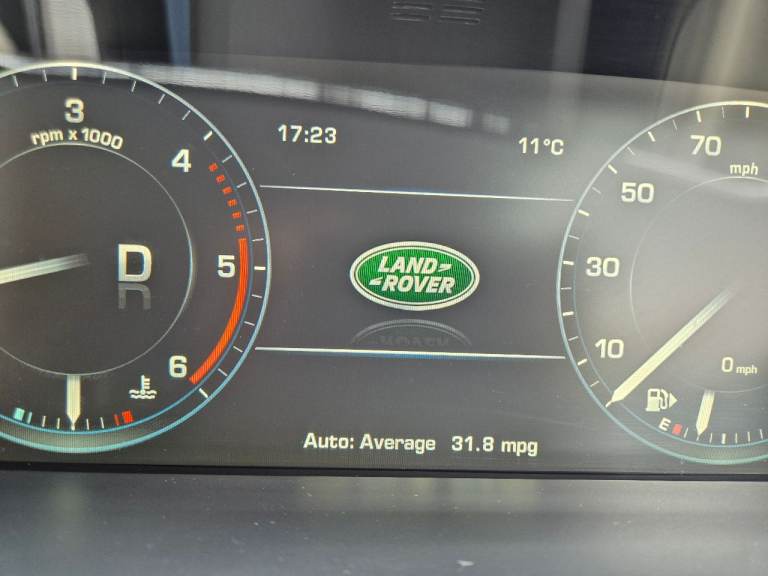 3
rpm x 1000
4
5
6
D
17:23
11°C
LAND
ROVER
Auto: Average 31.8 mpg
70
mph
50
30
10
0 mph
E